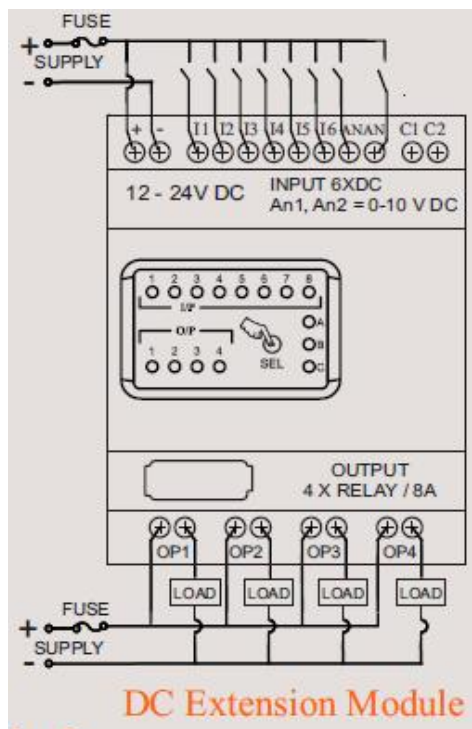 FUSE
+
SUPPLY
-
+ - I1 I2 I3 I4 I5 I6 AN AN C1 C2
12 - 24V DC
INPUT 6XDC
An1, An2 = 0-10 V DC
1 2 3 4 5 6 7 8
I/P
O/P
A
1 2 3 4
B
SEL
C
OUTPUT
4 X RELAY / 8A
OP1 OP2 OP3 OP4
LOAD LOAD LOAD LOAD
FUSE
+
SUPPLY
-
DC Extension Module